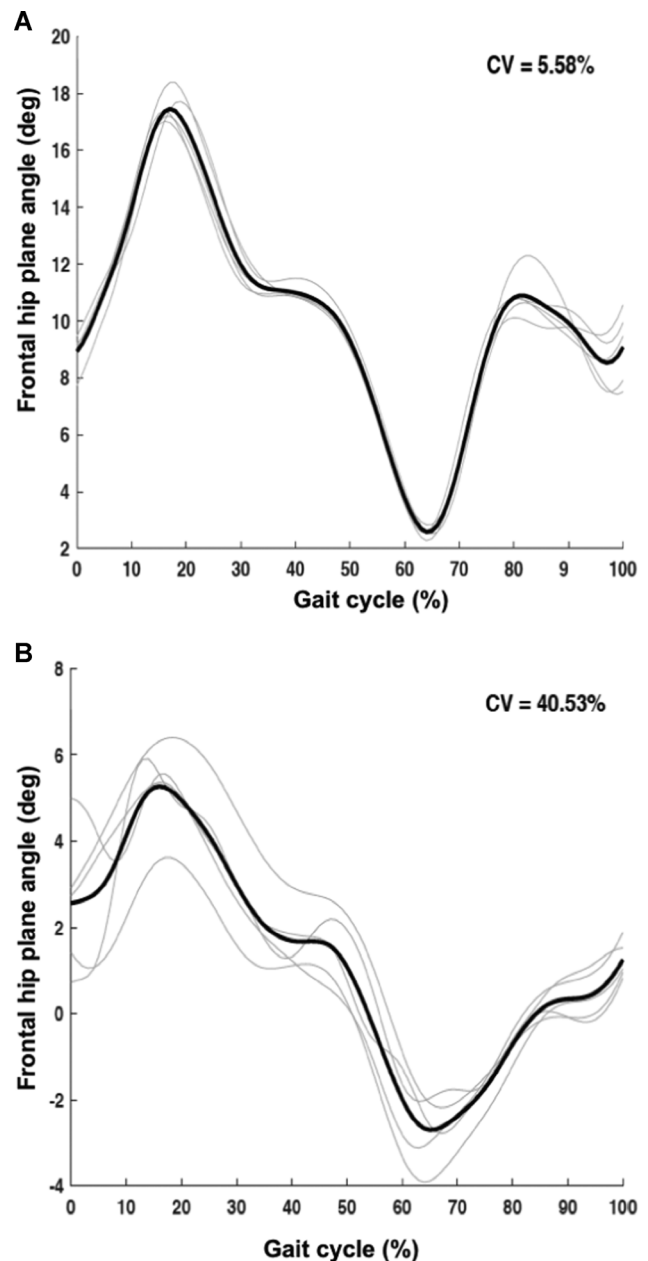 A
CV = 5.58%
Frontal hip plane angle (deg)
20
18
16
14
12
10
8
6
4
2
0 10 20 30 40 50 60 70 80 9 100
Gait cycle (%)
B
CV = 40.53%
Frontal hip plane angle (deg)
8
6
4
2
0
-2
-4
0 10 20 30 40 50 60 70 80 90 100
Gait cycle (%)